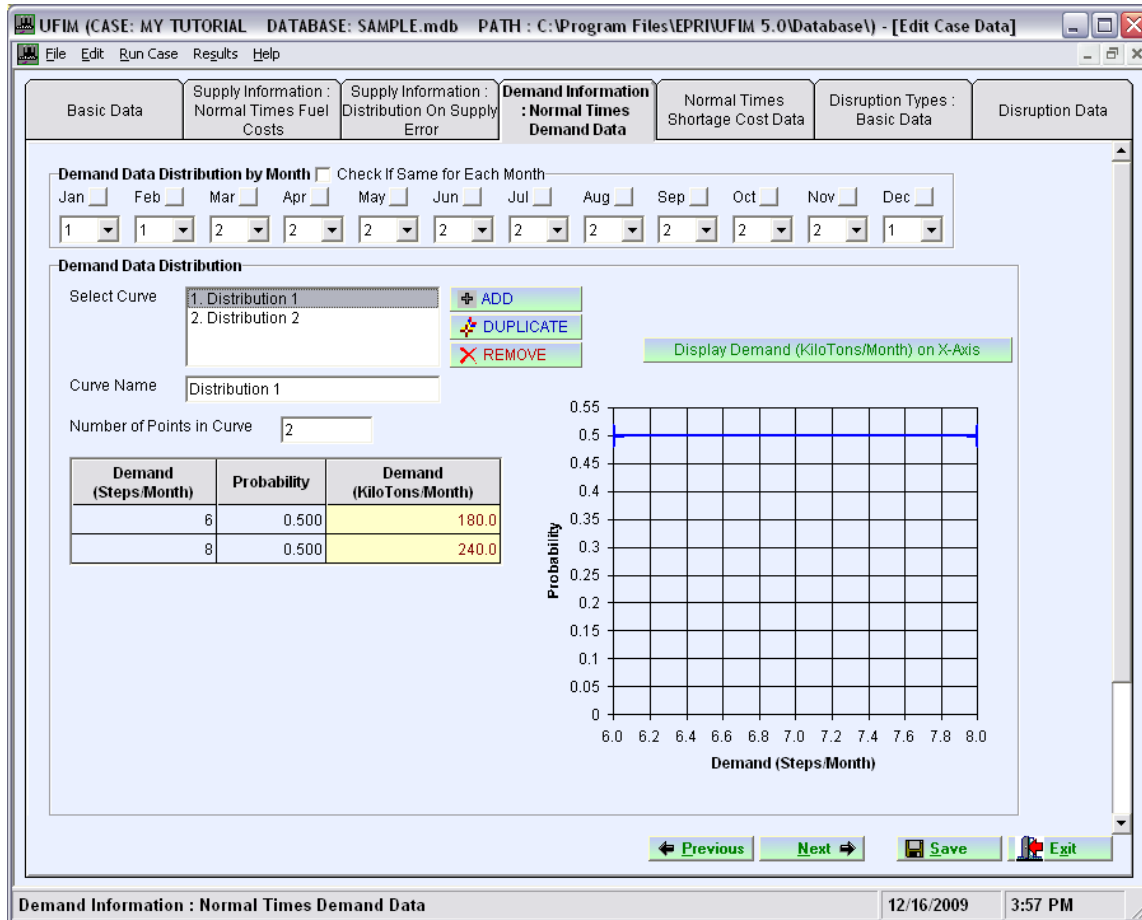 UFIM (CASE: MY TUTORIAL DATABASE: SAMPLE.mdb PATH : C:\Program Files\EPRI\UFIM 5.0\Database\) - [Edit Case Data]
File Edit Run Case Results Help
Basic Data
Supply Information :
Normal Times Fuel
Costs
Supply Information :
Distribution On Supply
Error
Demand Information
: Normal Times
Demand Data
Normal Times
Shortage Cost Data
Disruption Types :
Basic Data
Disruption Data
Demand Data Distribution by Month Check If Same for Each Month
Jan Feb Mar Apr May Jun Jul Aug Sep Oct Nov Dec
1 1 2 2 2 2 2 2 2 2 2 1
Demand Data Distribution
Select Curve
1. Distribution 1
2. Distribution 2
ADD
DUPLICATE
REMOVE
Display Demand (KiloTons/Month) on X-Axis
Curve Name Distribution 1
Number of Points in Curve 2
Demand
(Steps/Month)
Probability
Demand
(KiloTons/Month)
6 0.500 180.0
8 0.500 240.0
0.55
0.5
0.45
0.4
0.35
0.3
0.25
0.2
0.15
0.1
0.05
0
Probability
6.0 6.2 6.4 6.6 6.8 7.0 7.2 7.4 7.6 7.8 8.0
Demand (Steps/Month)
Previous Next Save Exit
Demand Information : Normal Times Demand Data 12/16/2009 3:57 PM